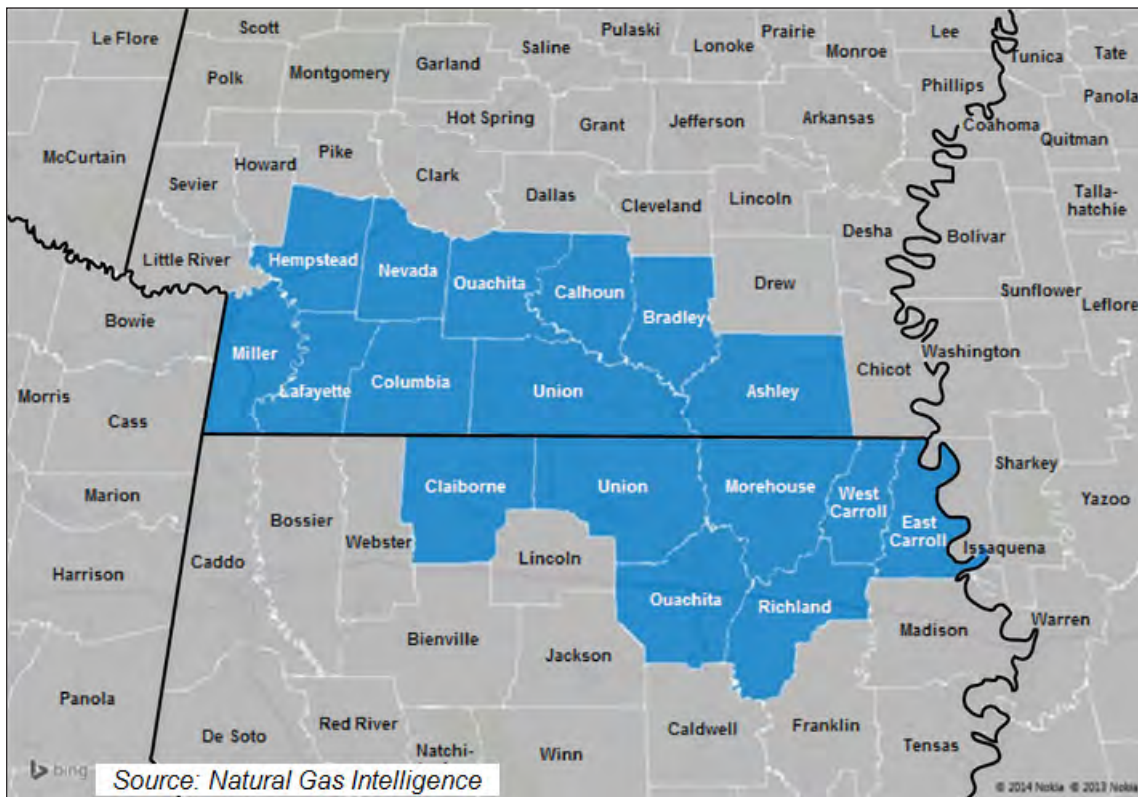 Le Flore
Scott
Pulaski
Saline
Lonoke
Prairie
Monroe
Lee
Tunica
Tate
Polk
Montgomery
Garland
Phillips
Panola
Hot Spring
Grant
Jefferson
Arkansas
Coahoma
Quitman
McCurtain
Howard
Pike
Sevier
Clark
Dallas
Cleveland
Lincoln
Talla-
hatchie
Desha
Bolivar
Little River
Hempstead
Nevada
Ouachita
Calhoun
Drew
Sunflower
Leflore
Bowie
Bradley
Miller
Lafayette
Columbia
Union
Ashley
Chicot
Washington
Morris
Cass
Marion
Claiborne
Union
Morehouse
West
Carroll
East
Carroll
Sharkey
Yazoo
Bossier
Webster
Caddo
Lincoln
Issaquena
Harrison
Ouachita
Richland
Bienville
Jackson
Madison
Warren
Panola
De Soto
Red River
Natchi-
Winn
Caldwell
Franklin
Tensas
bing
Source: Natural Gas Intelligence
© 2014 Nokia © 2013 Nokia